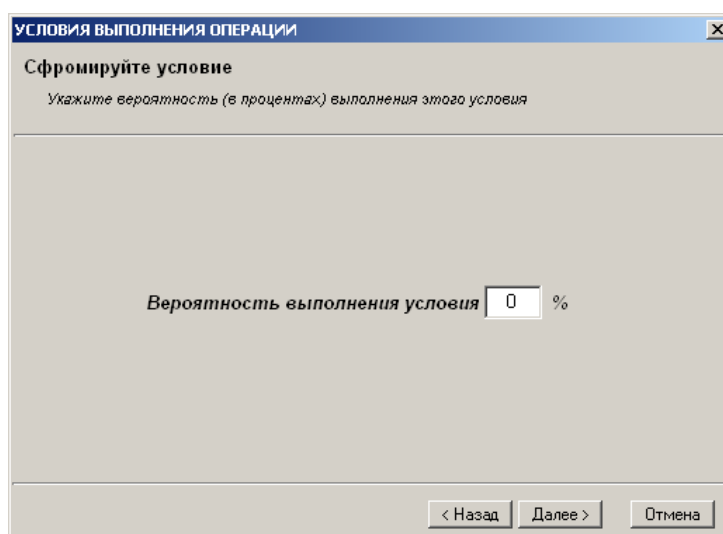 УСЛОВИЯ ВЫПОЛНЕНИЯ ОПЕРАЦИИ
Сфромируйте условие
Укажите вероятность (в процентах) выполнения этого условия
Вероятность выполнения условия 0 %
< Назад Далее > Отмена